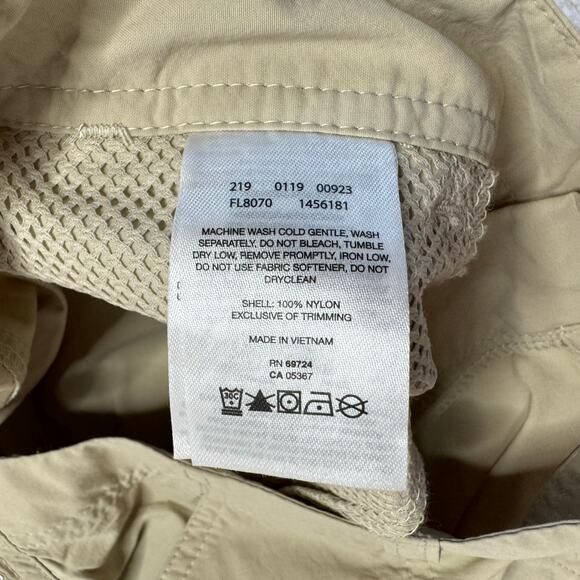 219 0119 00923
FL8070 1456181
MACHINE WASH COLD GENTLE, WASH
SEPARATELY, DO NOT BLEACH, TUMBLE
DRY LOW, REMOVE PROMPTLY, IRON LOW,
DO NOT USE FABRIC SOFTENER, DO NOT
DRYCLEAN
SHELL: 100% NYLON
EXCLUSIVE OF TRIMMING
MADE IN VIETNAM
RN 69724
CA 05367
30C